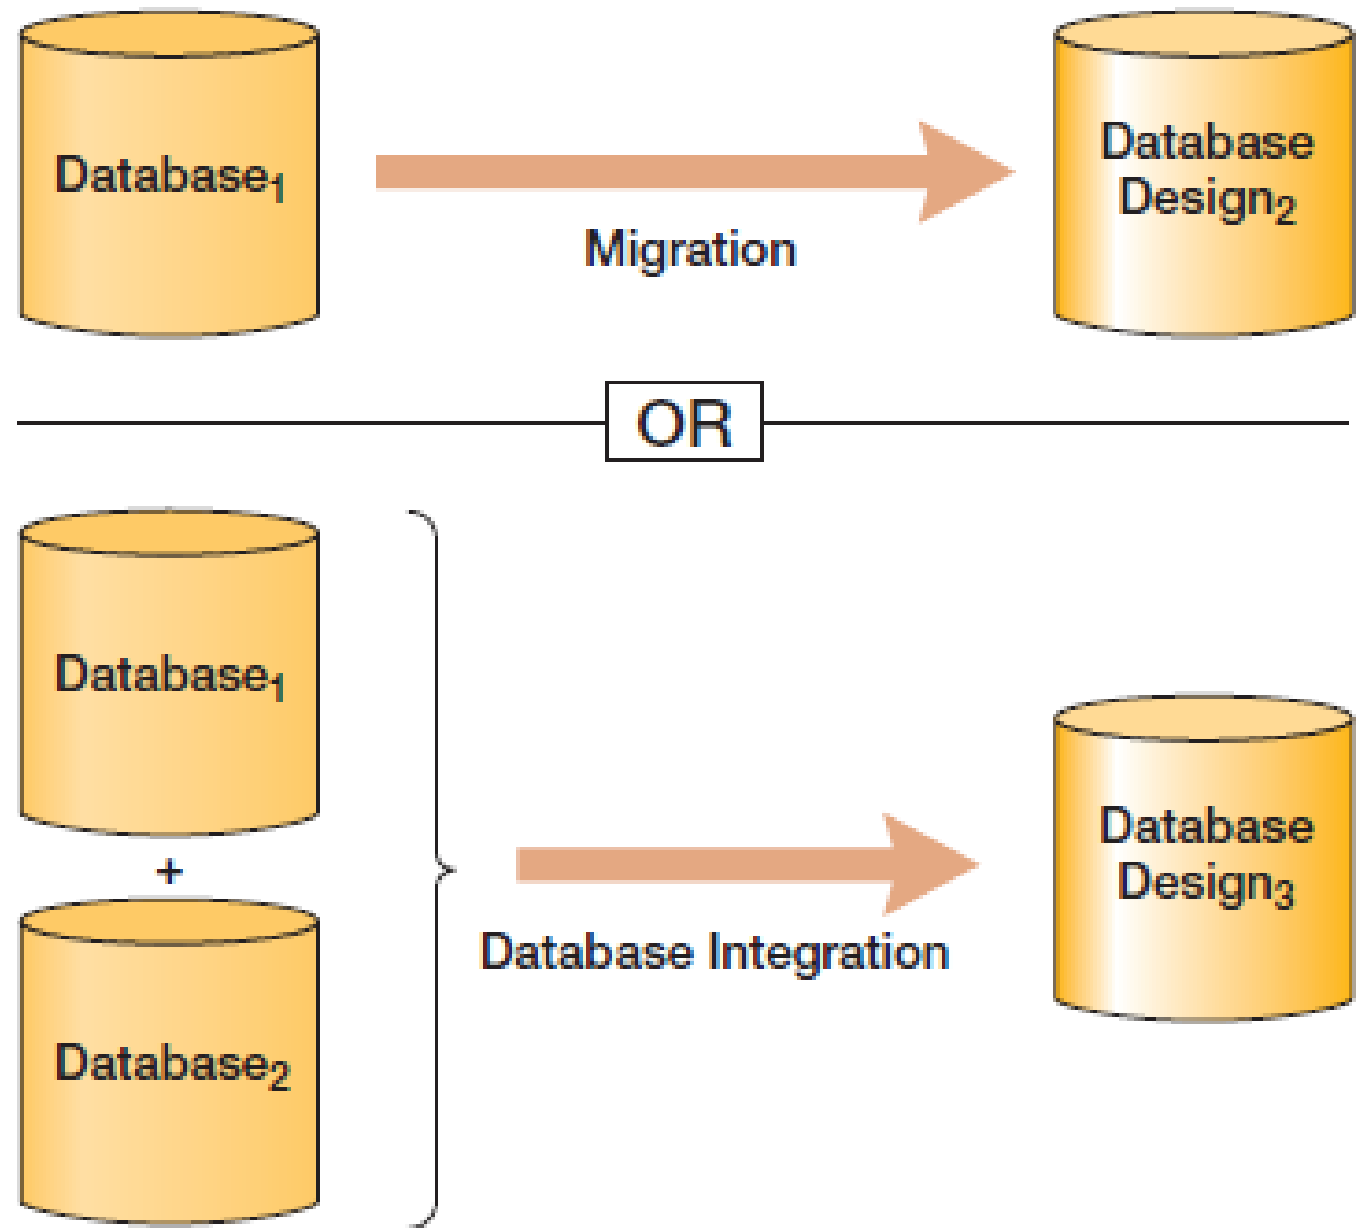 Database₁
Database
Design₂
Migration
OR
Database₁
+
Database₂
Database Integration
Database
Design₃